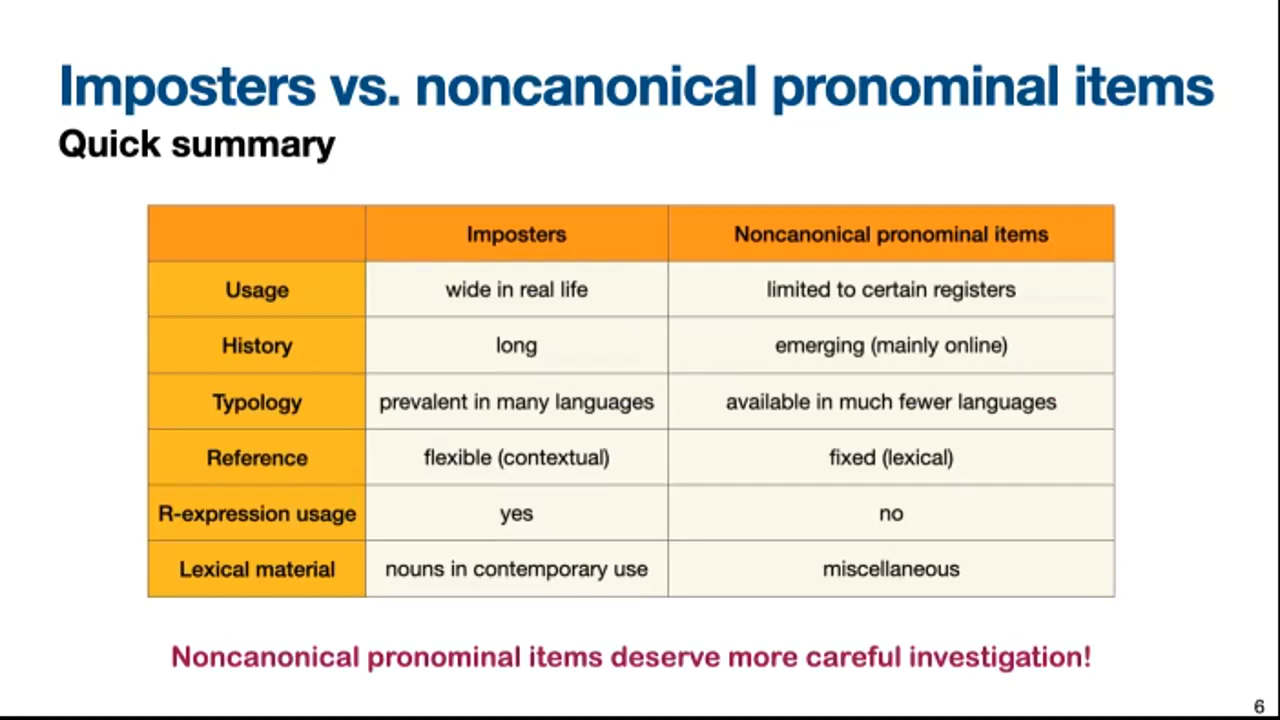 Imposters vs. noncanonical pronominal items
Quick summary
Imposters Noncanonical pronominal items
Usage wide in real life limited to certain registers
History long emerging (mainly online)
Typology prevalent in many languages available in much fewer languages
Reference flexible (contextual) fixed (lexical)
R-expression usage yes no
Lexical material nouns in contemporary use miscellaneous
Noncanonical pronominal items deserve more careful investigation!
6